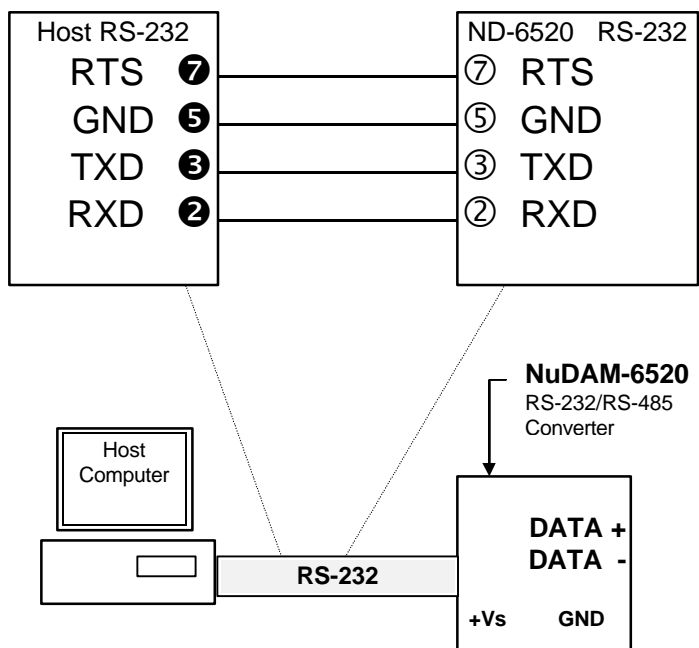 Host RS-232
RTS ❼
GND ❺
TXD ❸
RXD ❷
ND-6520 RS-232
⑦ RTS
⑤ GND
③ TXD
② RXD
NuDAM-6520
RS-232/RS-485
Converter
Host
Computer
RS-232
DATA +
DATA -
+Vs GND